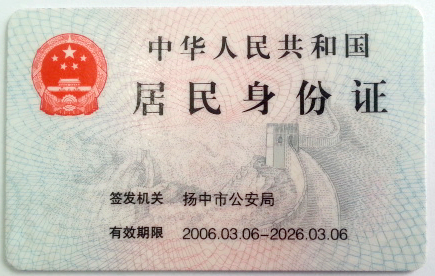 中华人民共和国
居民身份证
签发机关 扬中市公安局
有效期限 2006.03.06-2026.03.06